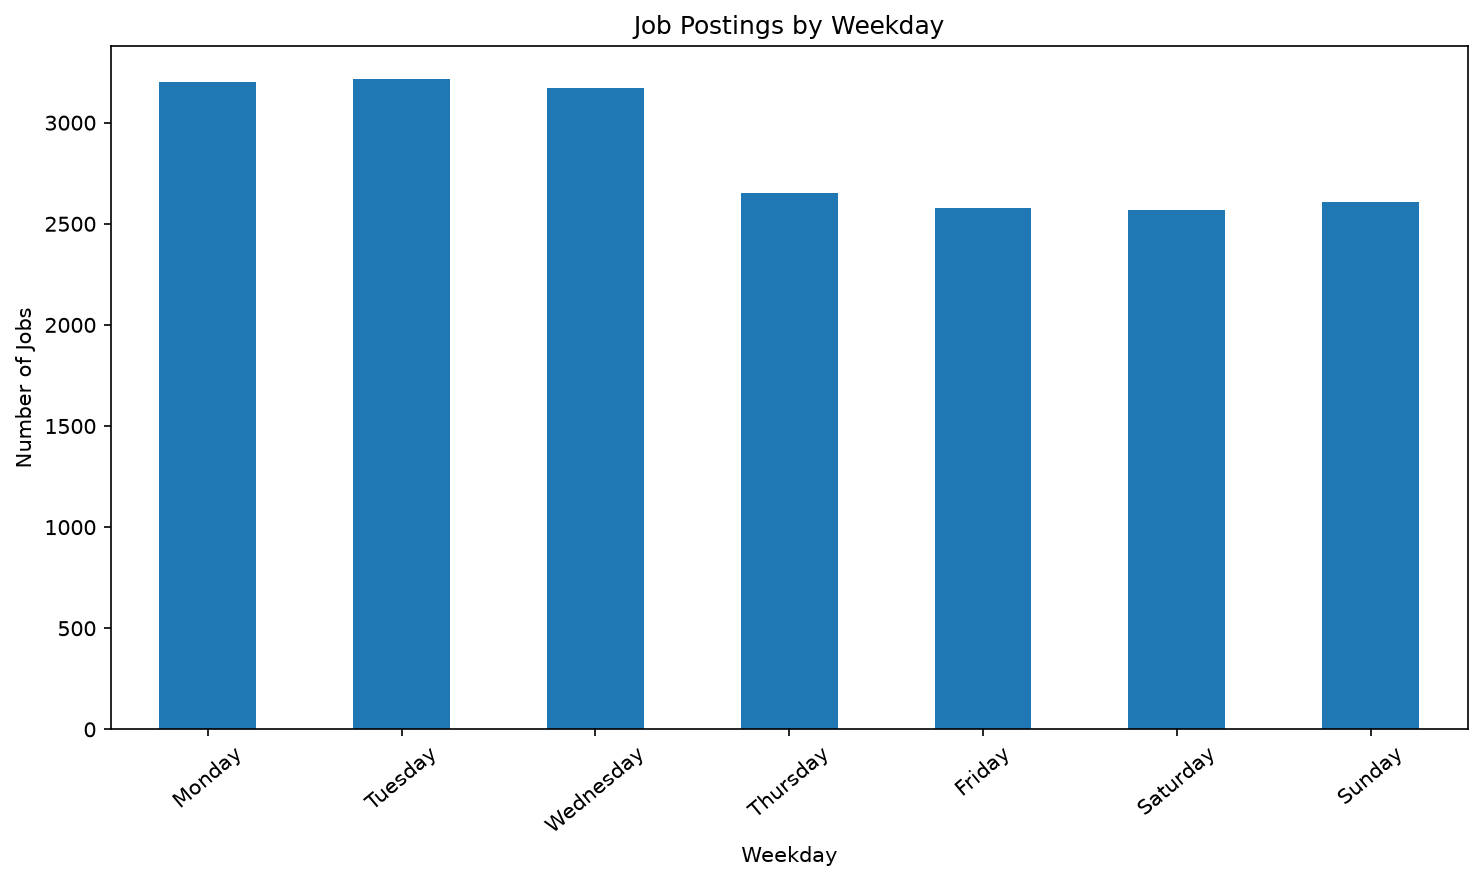 Job Postings by Weekday
Number of Jobs
3000
2500
2000
1500
1000
500
0
Monday
Tuesday
Wednesday
Thursday
Friday
Saturday
Sunday
Weekday